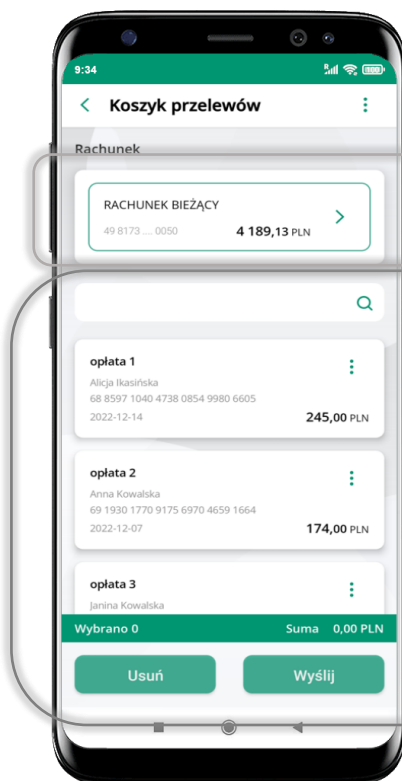 9:34
Koszyk przelewów
Rachunek
RACHUNEK BIEŻĄCY
49 8173 .... 0050 4 189,13 PLN
opłata 1
Alicja Ikasińska
68 8597 1040 4738 0854 9980 6605
2022-12-14 245,00 PLN
opłata 2
Anna Kowalska
69 1930 1770 9175 6970 4659 1664
2022-12-07 174,00 PLN
opłata 3
Janina Kowalska
Wybrano 0 Suma 0,00 PLN
Usuń Wyślij